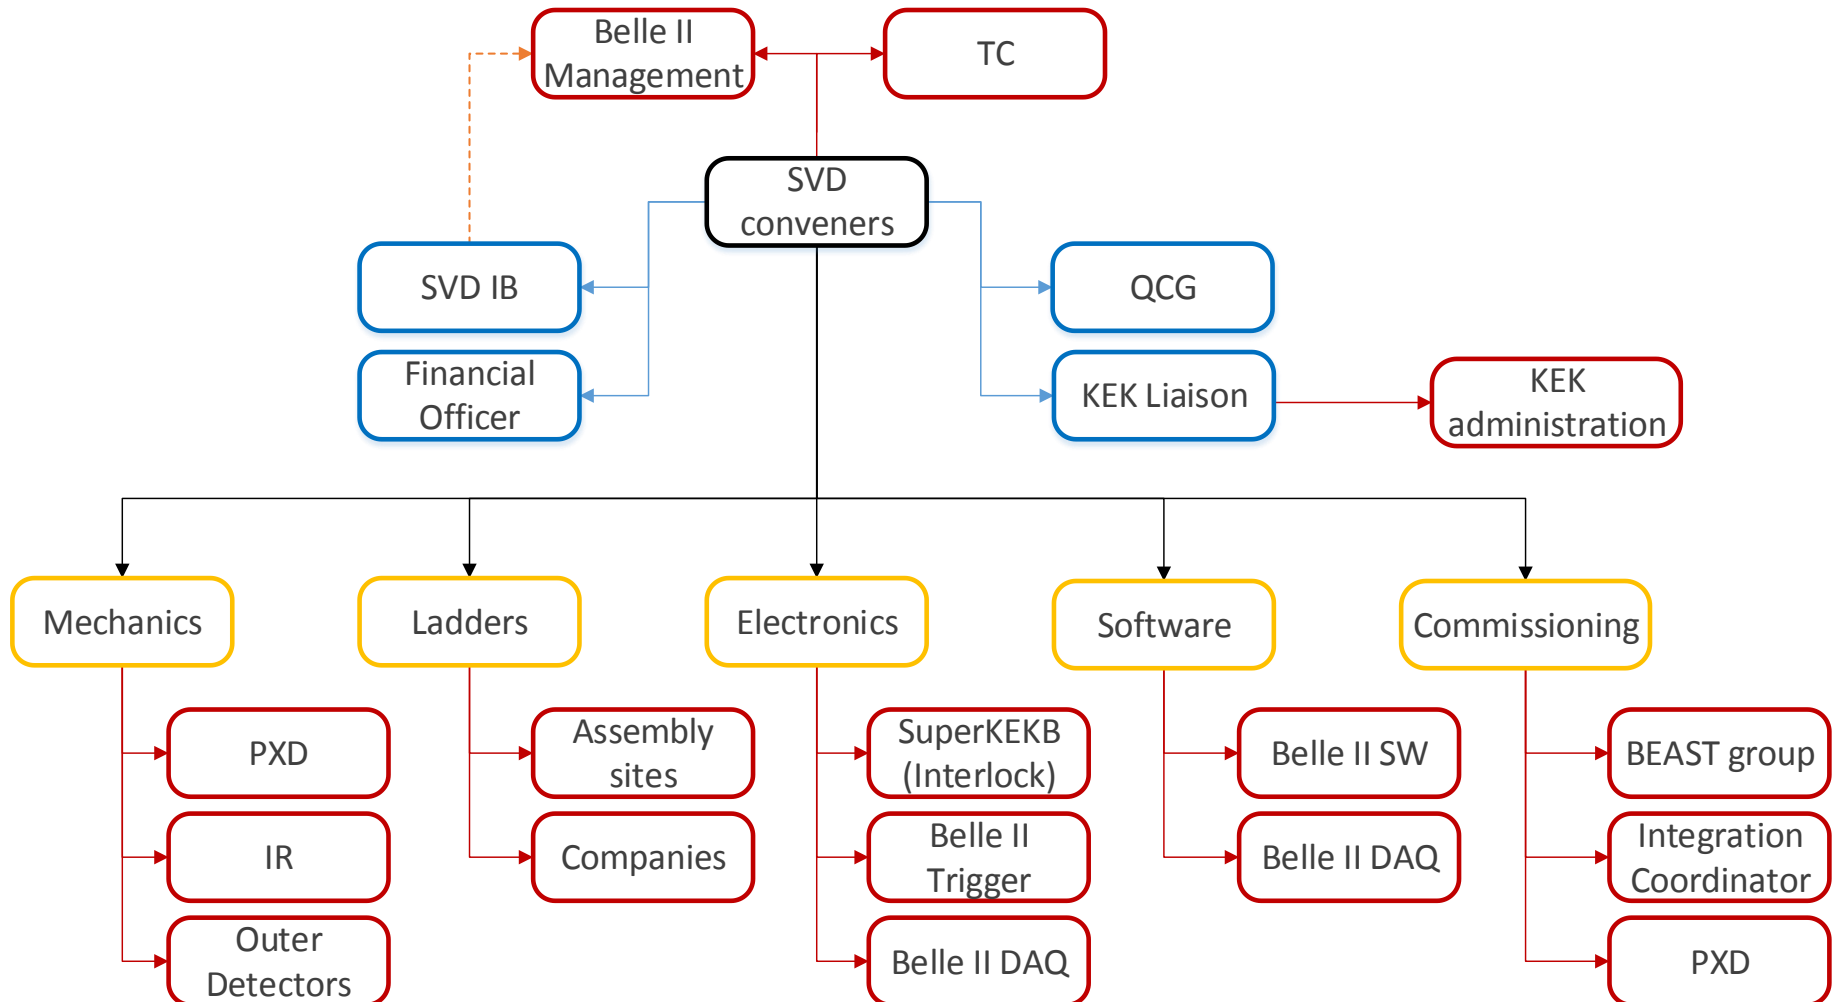 Belle II
Management
TC
SVD
conveners
SVD IB
QCG
Financial
Officer
KEK Liaison
KEK
administration
Mechanics
Ladders
Electronics
Software
Commissioning
PXD
Assembly
sites
SuperKEKB
(Interlock)
Belle II SW
BEAST group
IR
Companies
Belle II
Trigger
Belle II DAQ
Integration
Coordinator
Outer
Detectors
Belle II DAQ
PXD